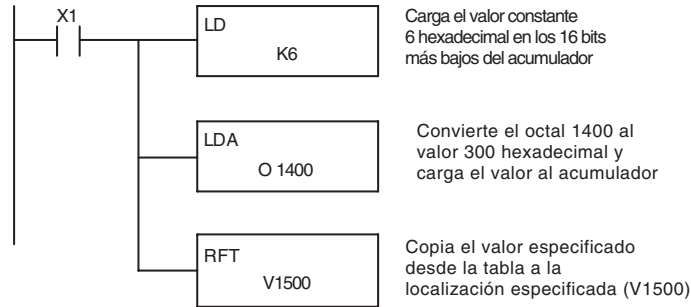 X1
LD
K6
Carga el valor constante
6 hexadecimal en los 16 bits
más bajos del acumulador
LDA
O 1400
Convierte el octal 1400 al
valor 300 hexadecimal y
carga el valor al acumulador
RFT
V1500
Copia el valor especificado
desde la tabla a la
localización especificada (V1500)